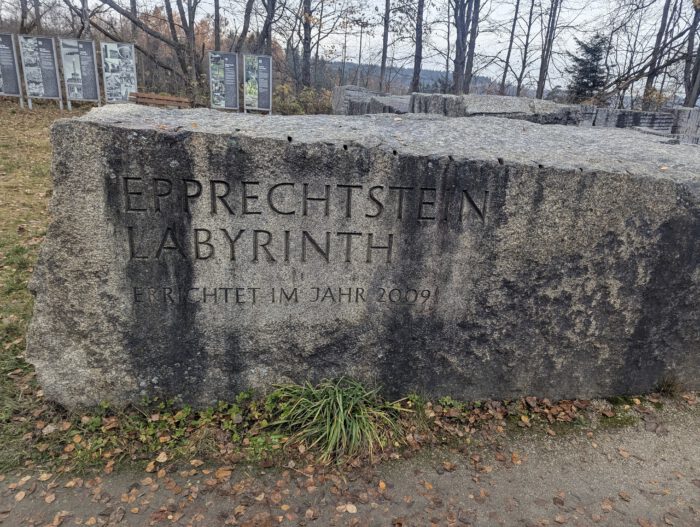 EPPRECHTSTEIN
LABYRINTH
ERRICHTET IM JAHR 2009